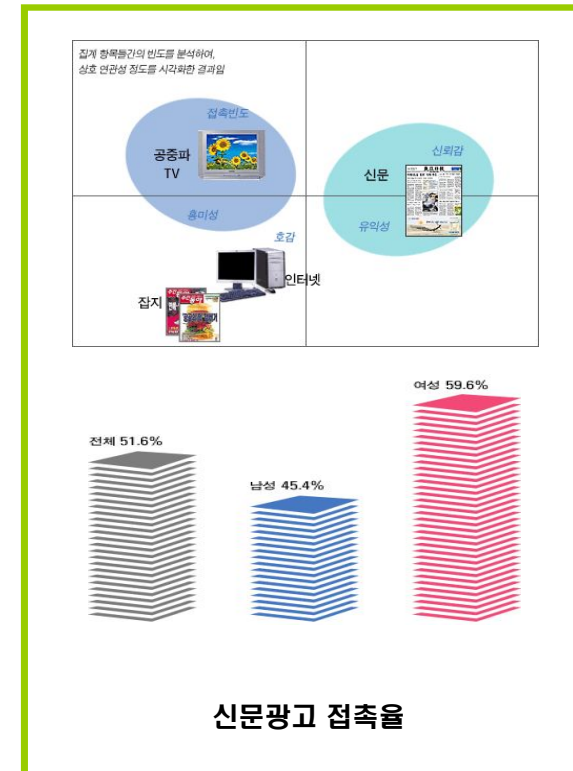 집계 항목들간의 빈도를 분석하여,
상호 연관성 정도를 시각화한 결과임
접촉빈도
공중파
TV
흥미성
신뢰감
신문
유익성
호감
인터넷
잡지
여성 59.6%
전체 51.6%
남성 45.4%
신문광고 접촉율